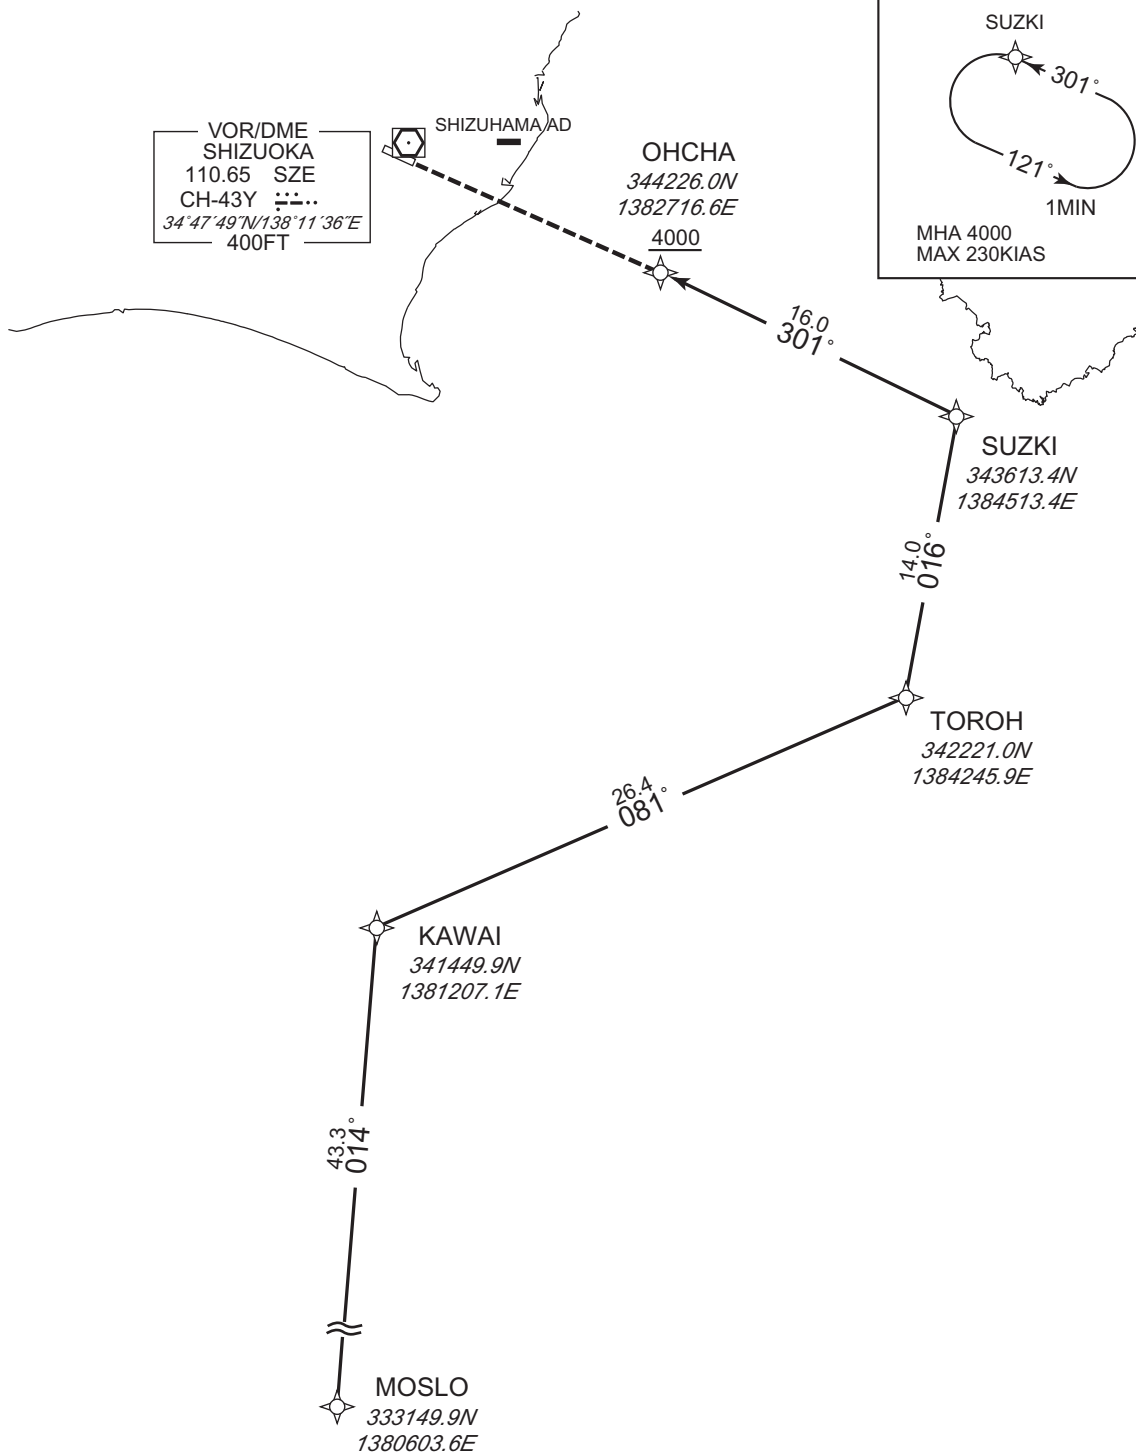 SUZKI
301°
121°
1MIN
MHA 4000
MAX 230KIAS
VOR/DME
SHIZUOKA
110.65 SZE
CH-43Y
34°47′49″N/138°11′36″E
400FT
SHIZUHAMA AD
OHCHA
344226.0N
1382716.6E
4000
16.0
301°
SUZKI
343613.4N
1384513.4E
14.0
016°
TOROH
342221.0N
1384245.9E
26.4
081°
KAWAI
341449.9N
1381207.1E
43.3
014°
MOSLO
333149.9N
1380603.6E